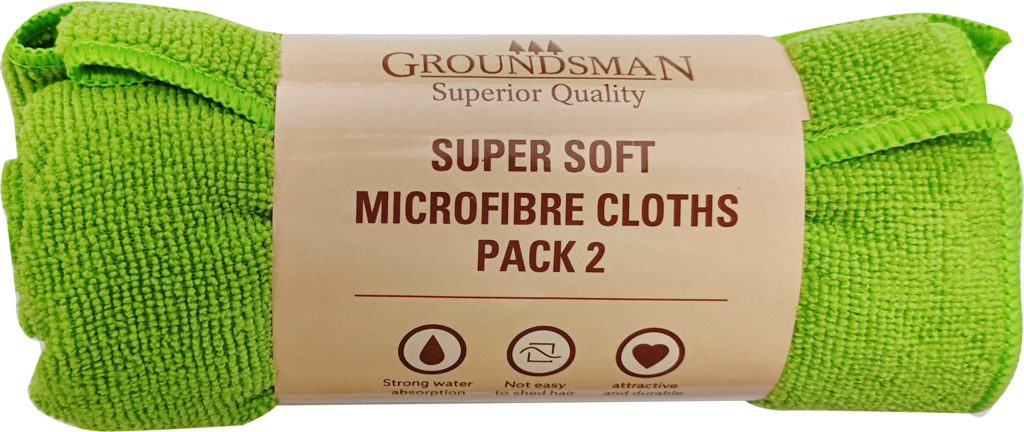 GROUNDSMAN
Superior Quality
SUPER SOFT
MICROFIBRE CLOTHS
PACK 2
Strong water
absorption
Not easy
to shed hair
attractive
and durable